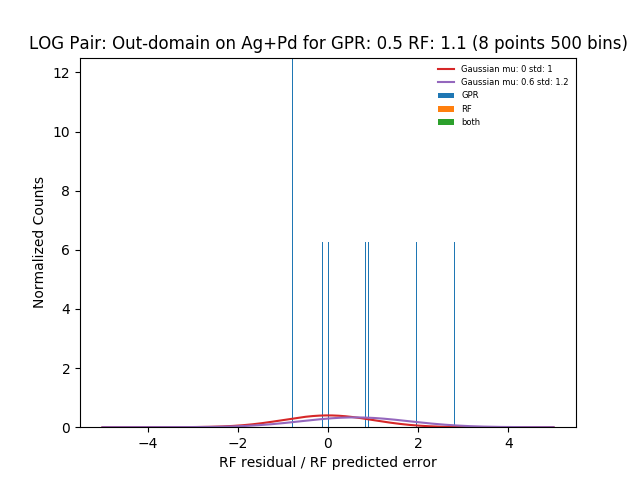 LOG Pair: Out-domain on Ag+Pd for GPR: 0.5 RF: 1.1 (8 points 500 bins)
Gaussian mu: 0 std: 1
Gaussian mu: 0.6 std: 1.2
GPR
RF
both
Normalized Counts
12
10
8
6
4
2
0
−4
−2
0
2
4
RF residual / RF predicted error